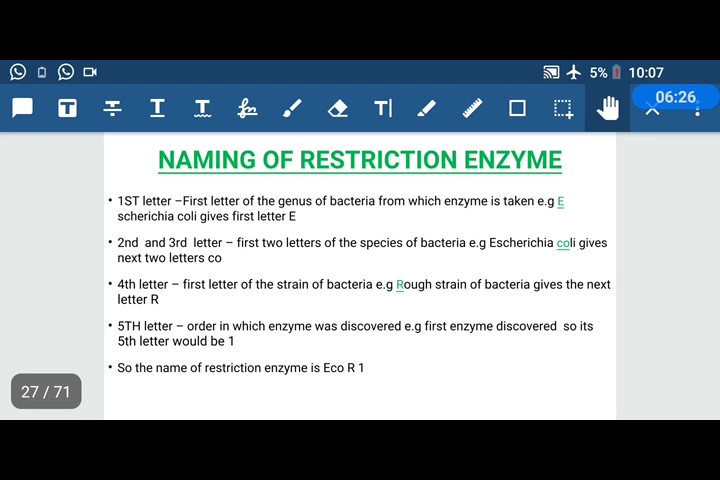 5% 10:07
06:26
NAMING OF RESTRICTION ENZYME
• 1ST letter –First letter of the genus of bacteria from which enzyme is taken e.g E
scherichia coli gives first letter E
• 2nd and 3rd letter – first two letters of the species of bacteria e.g Escherichia coli gives
next two letters co
• 4th letter – first letter of the strain of bacteria e.g Rough strain of bacteria gives the next
letter R
• 5TH letter – order in which enzyme was discovered e.g first enzyme discovered so its
5th letter would be 1
• So the name of restriction enzyme is Eco R 1
27 / 71